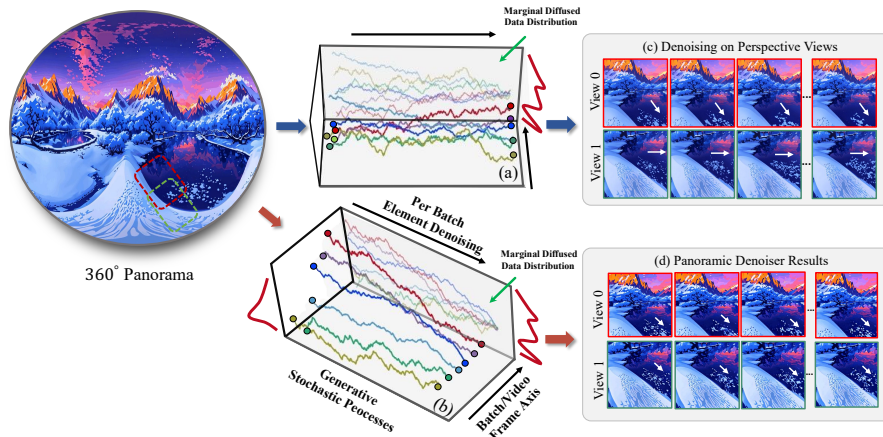 360° Panorama
Marginal Diffused
Data Distribution
(a)
(c) Denoising on Perspective Views
View 0
View 1
...
...
Per Batch
Element Denoising
Marginal Diffused
Data Distribution
Generative
Stochastic Peocesses
(b)
Batch/Video
Frame Axis
(d) Panoramic Denoiser Results
View 0
View 1
...
...